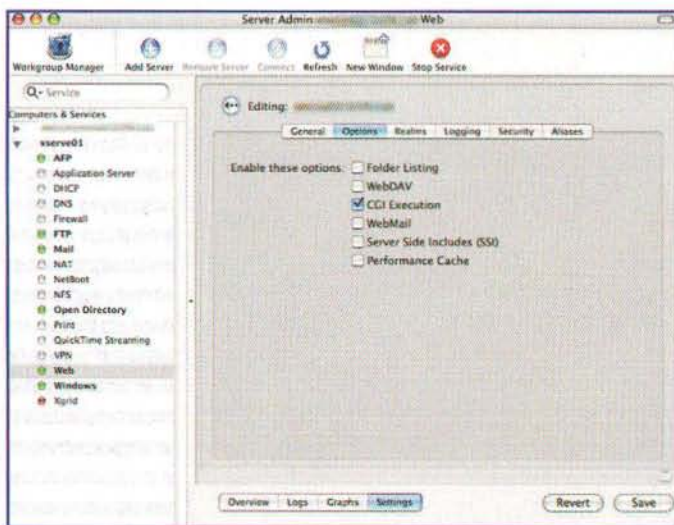 Server Admin: Web
Workgroup Manager Add Server Remove Server Connect Refresh New Window Stop Service
Service
Computers & Services
Editing:
General Options Realms Logging Security Aliases
Enable these options: Folder Listing
WebDAV
CGI Execution
WebMail
Server Side Includes (SSI)
Performance Cache
xserve01
AFP
Application Server
DHCP
DNS
Firewall
FTP
Mail
NAT
NetBoot
NFS
Open Directory
Print
QuickTime Streaming
VPN
Web
Windows
Xgrid
Overview Logs Graphs Settings Revert Save